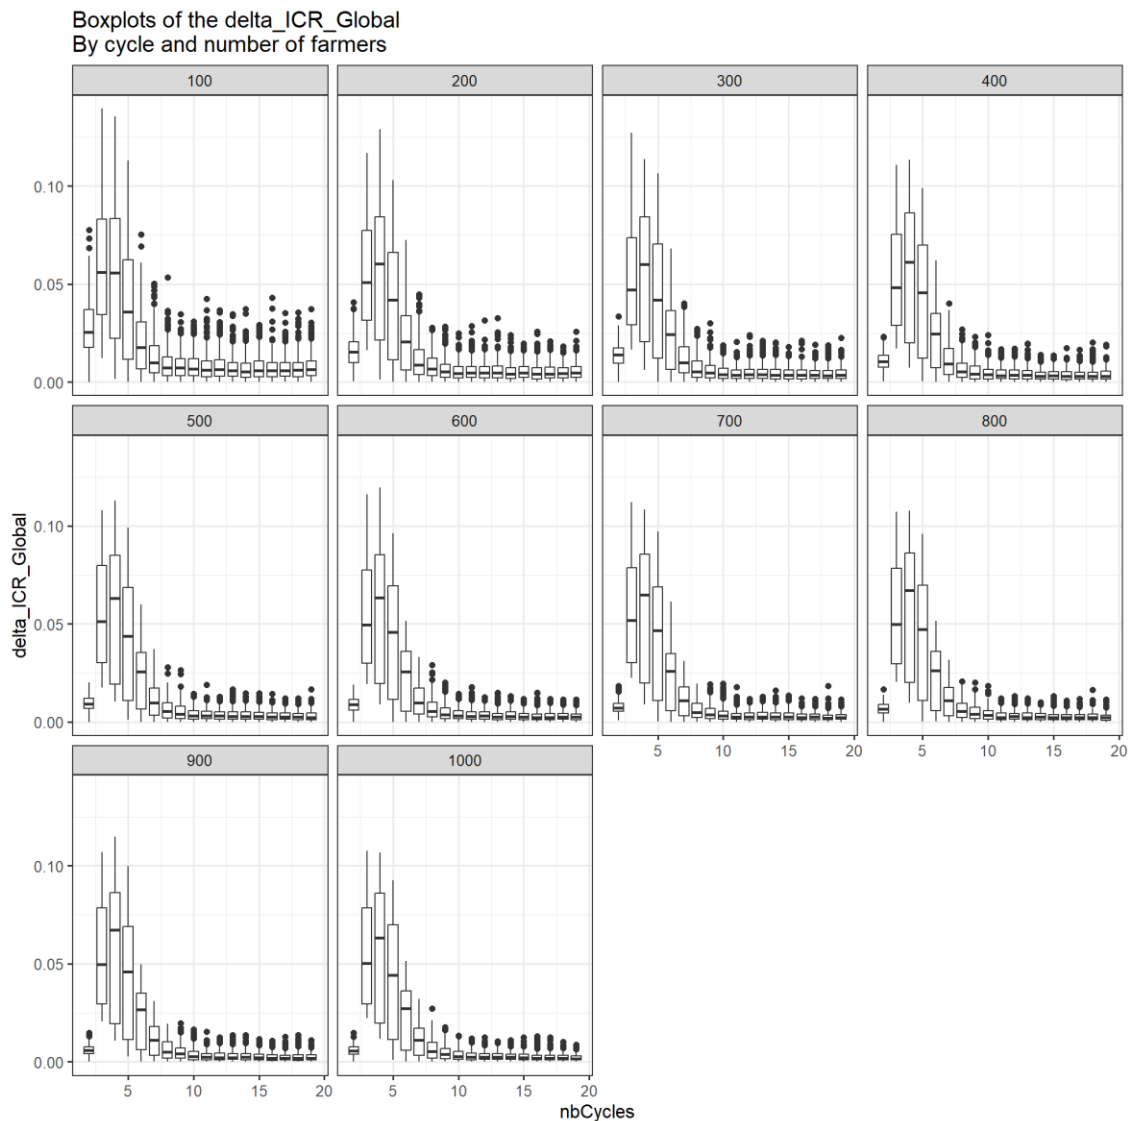 Boxplots of the delta_ICR_Global
By cycle and number of farmers
100 200 300 400
0.10
0.05
0.00
500 600 700 800
0.10
0.05
0.00
5 10 15 20 5 10 15 20
900 1000
0.10
0.05
0.00
5 10 15 20 5 10 15 20
delta_ICR_Global
nbCycles